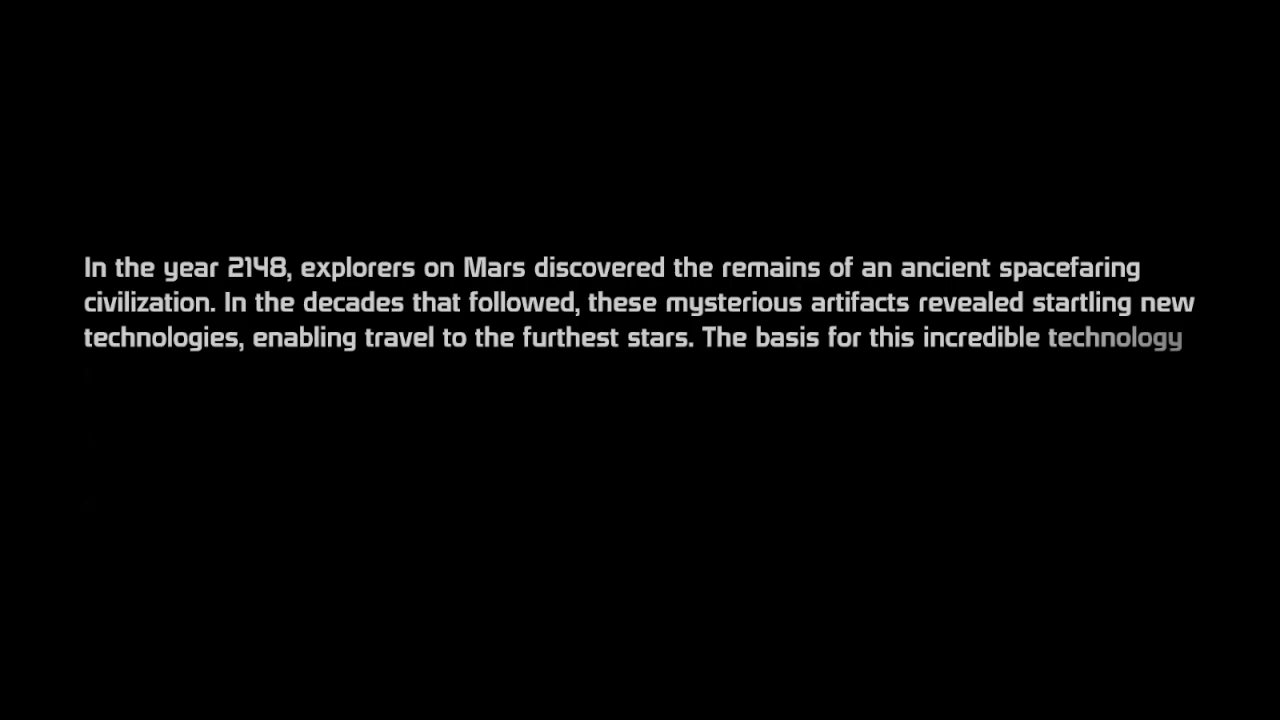 In the year 2148, explorers on Mars discovered the remains of an ancient spacefaring
civilization. In the decades that followed, these mysterious artifacts revealed startling new
technologies, enabling travel to the furthest stars. The basis for this incredible technology